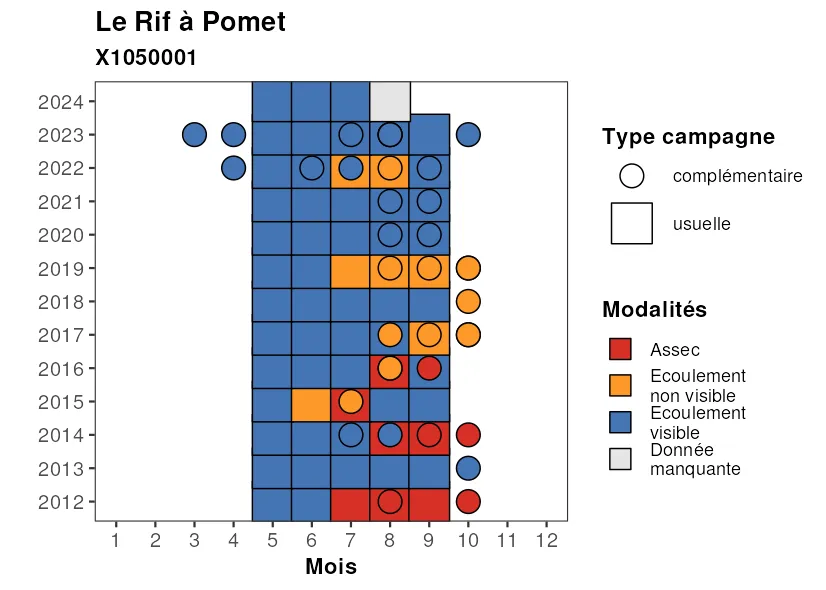 Le Rif à Pomet
X1050001
2024
2023
2022
2021
2020
2019
2018
2017
2016
2015
2014
2013
2012
1 2 3 4 5 6 7 8 9 10 11 12
Mois
Type campagne
complémentaire
usuelle
Modalités
Assec
Ecoulement
non visible
Ecoulement
visible
Donnée
manquante